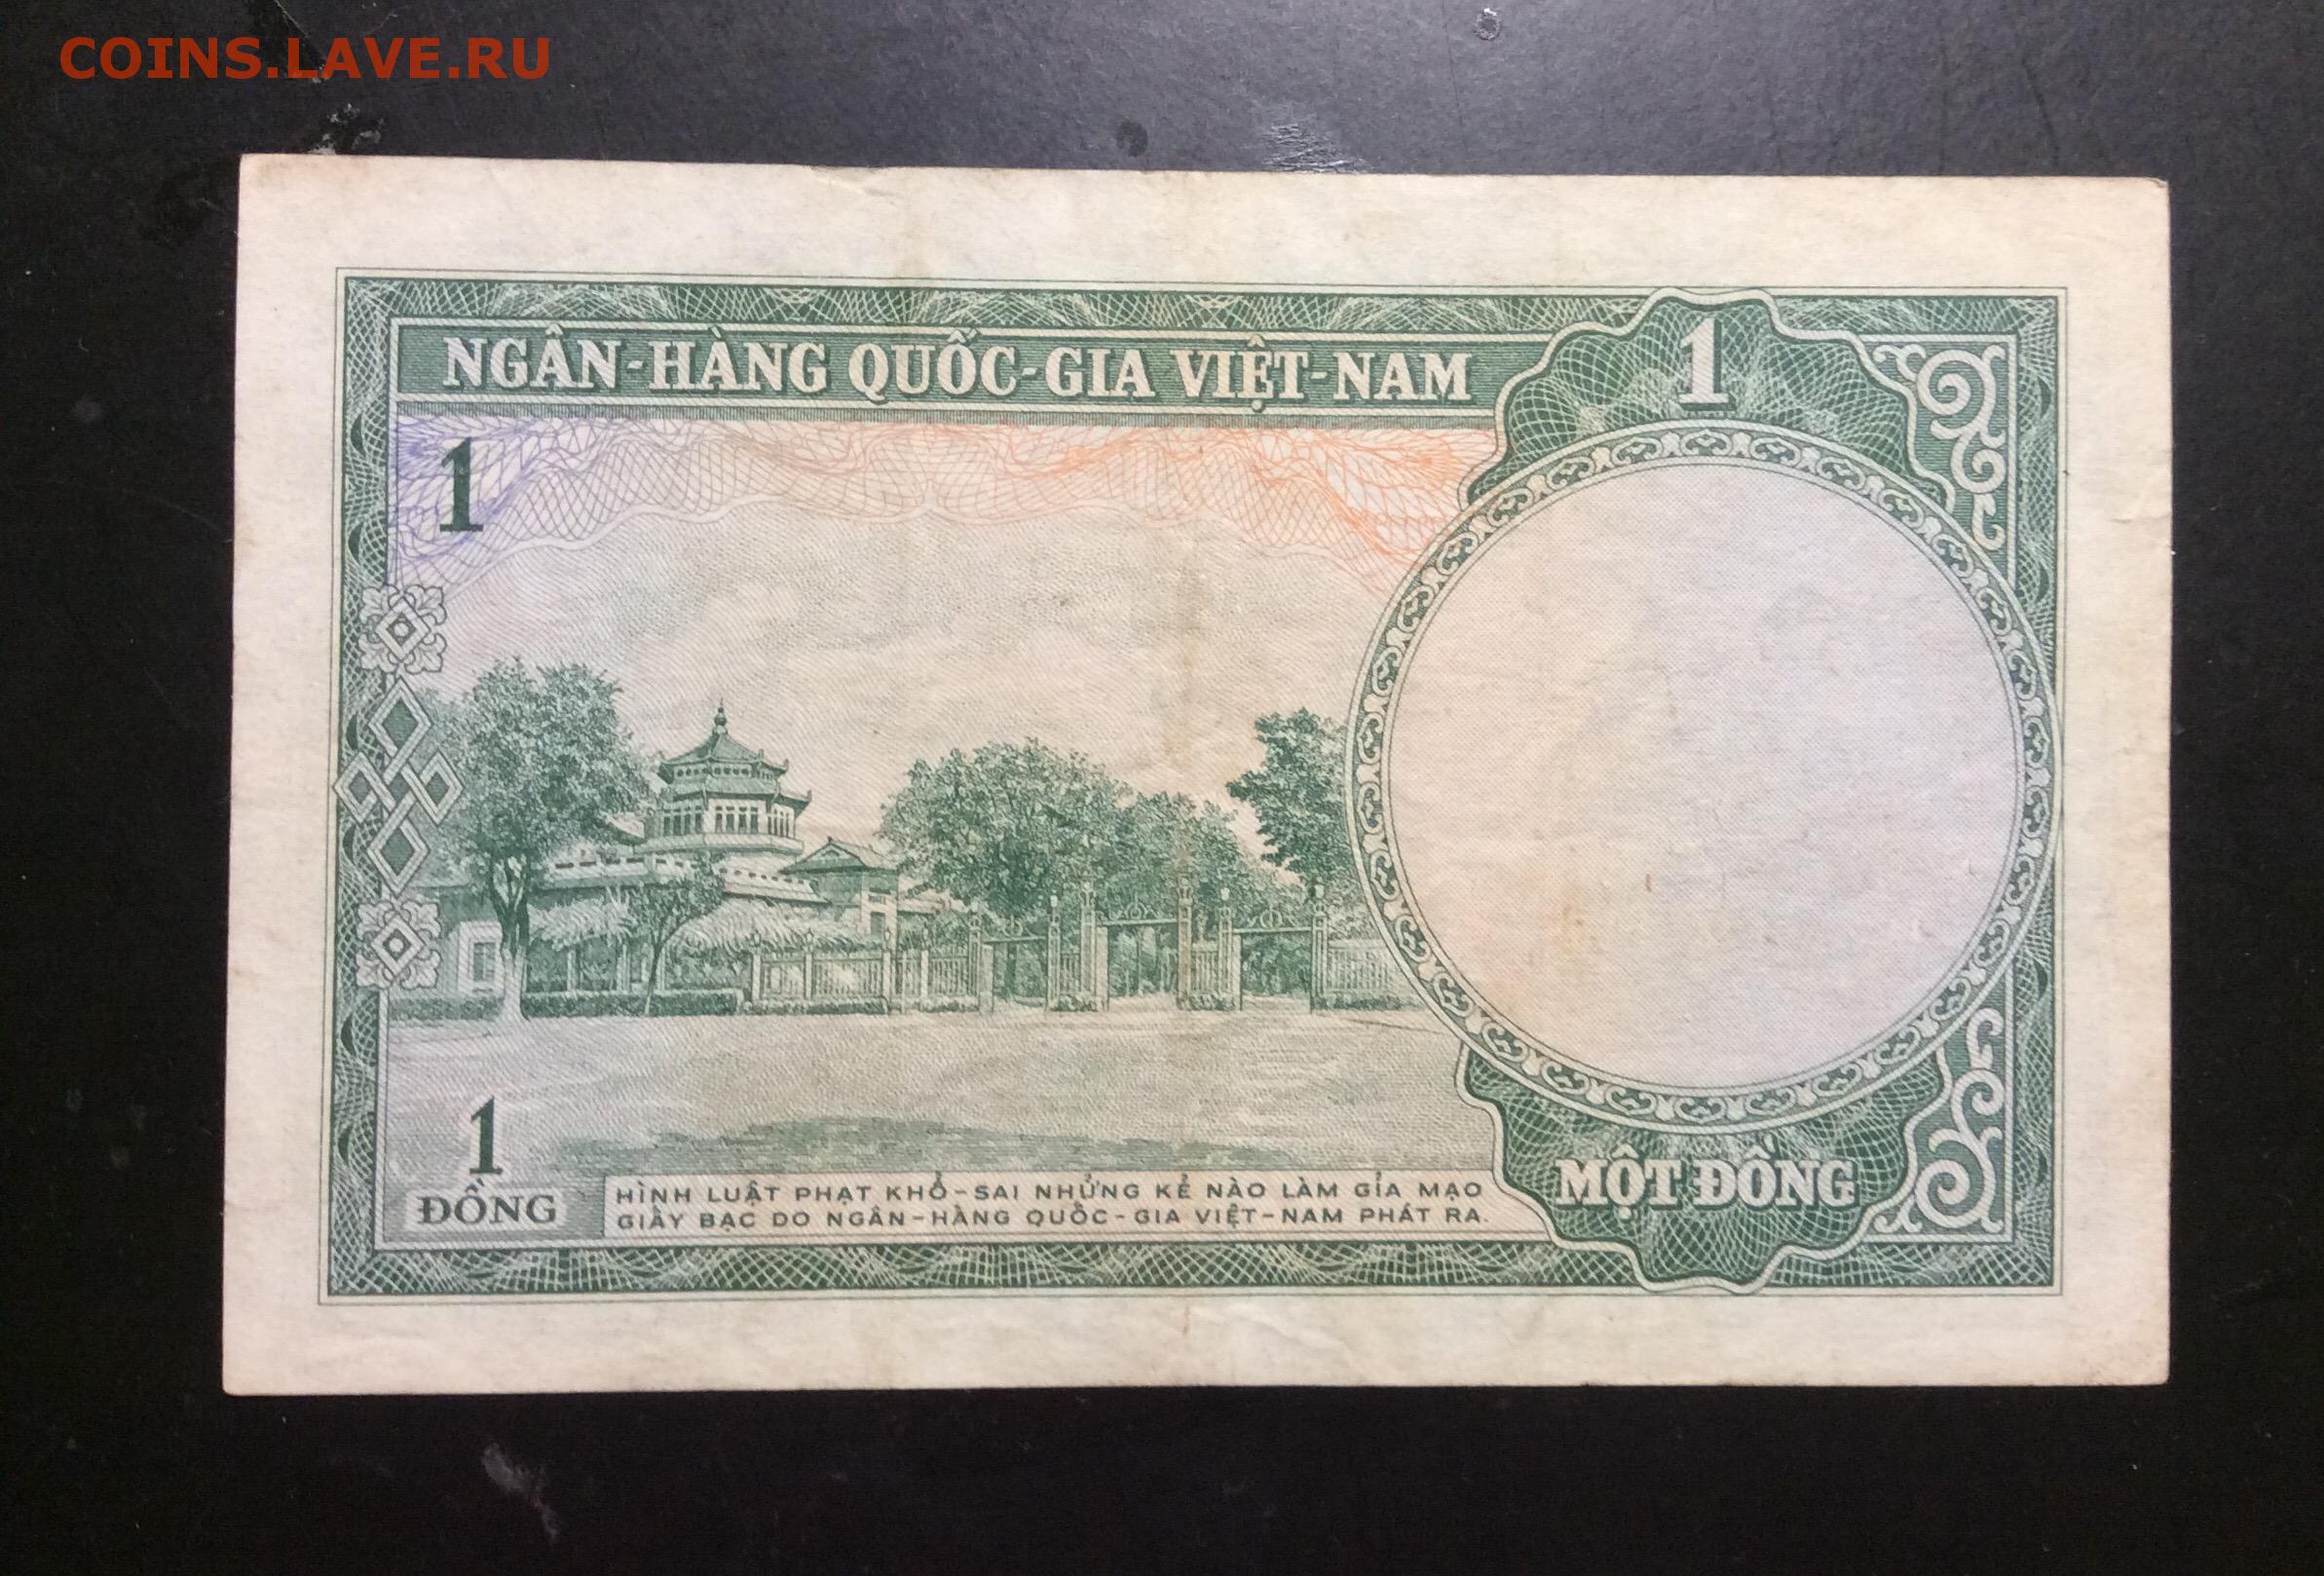 COINS.LAVE.RU
NGÂN-HÀNG QUỐC-GIA VIỆT-NAM
1
1
1
ĐỒNG
HÌNH LUẬT PHẠT KHỔ-SAI NHỮNG KẺ NÀO LÀM GỈA MẠO
GIẤY BẠC DO NGÂN-HÀNG QUỐC-GIA VIỆT-NAM PHÁT RA.
MỘT ĐỒNG